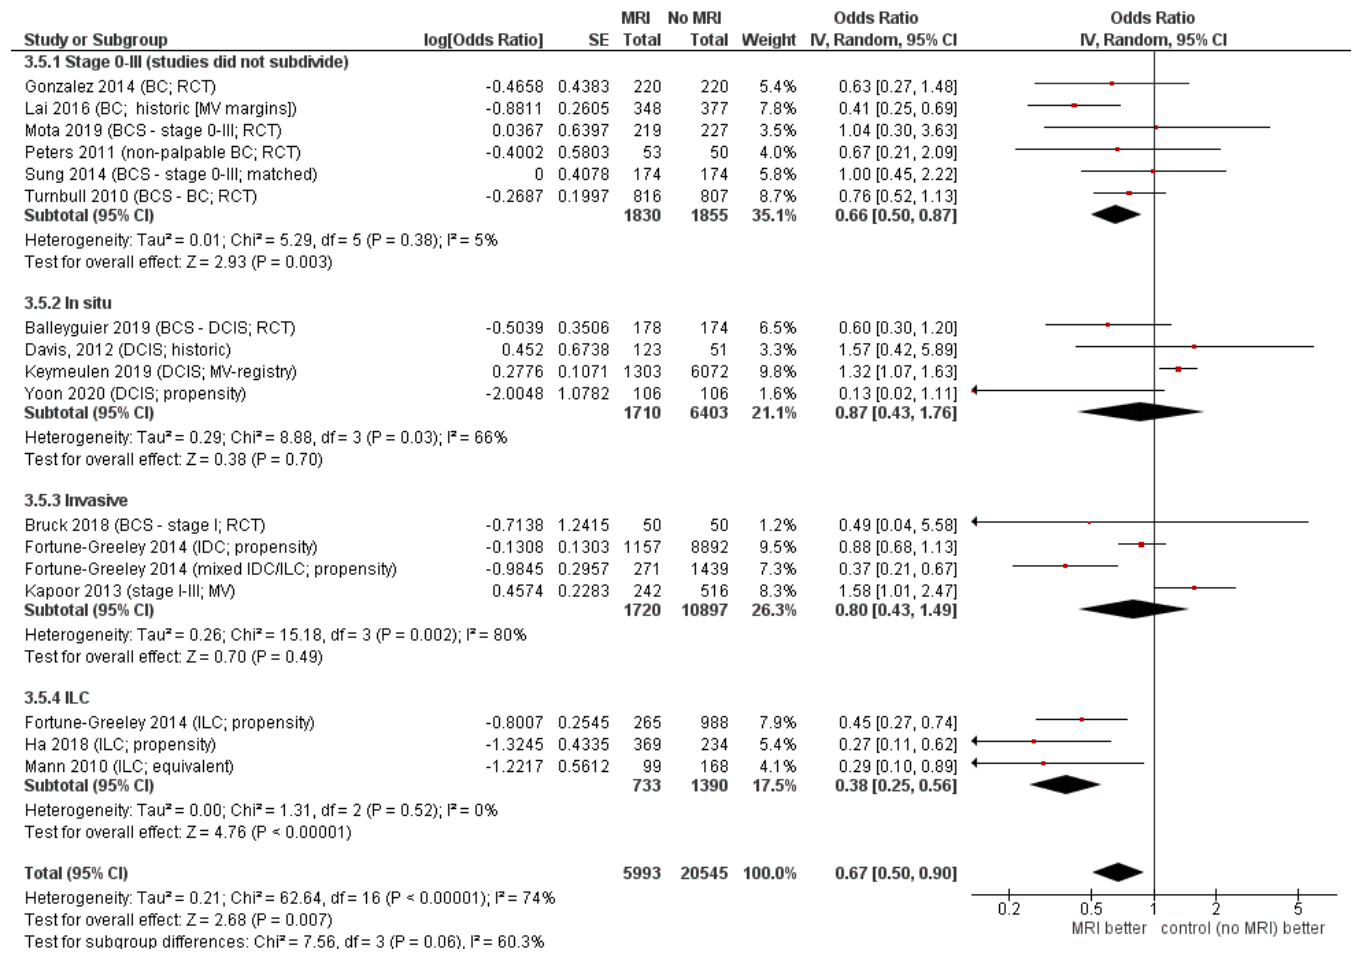 MRI No MRI Odds Ratio Odds Ratio
Study or Subgroup log[Odds Ratio] SE Total Total Weight IV, Random, 95% CI IV, Random, 95% CI
3.5.1 Stage 0-III (studies did not subdivide)
Gonzalez 2014 (BC; RCT) -0.4658 0.4383 220 220 5.4% 0.63 [0.27, 1.48]
Lai 2016 (BC; historic [MV margins]) -0.8811 0.2605 348 377 7.8% 0.41 [0.25, 0.69]
Mota 2019 (BCS - stage 0-III; RCT) 0.0367 0.6397 219 227 3.5% 1.04 [0.30, 3.63]
Peters 2011 (non-palpable BC; RCT) -0.4002 0.5803 53 50 4.0% 0.67 [0.21, 2.09]
Sung 2014 (BCS - stage 0-III; matched) 0 0.4078 174 174 5.8% 1.00 [0.45, 2.22]
Turnbull 2010 (BCS - BC; RCT) -0.2687 0.1997 816 807 8.7% 0.76 [0.52, 1.13]
Subtotal (95% CI) 1830 1855 35.1% 0.66 [0.50, 0.87]
Heterogeneity: Tau² = 0.01; Chi² = 5.29, df = 5 (P = 0.38); I² = 5%
Test for overall effect: Z = 2.93 (P = 0.003)
3.5.2 In situ
Balleyguier 2019 (BCS - DCIS; RCT) -0.5039 0.3506 178 174 6.5% 0.60 [0.30, 1.20]
Davis, 2012 (DCIS; historic) 0.452 0.6738 123 51 3.3% 1.57 [0.42, 5.89]
Keymeulen 2019 (DCIS; MV-registry) 0.2776 0.1071 1303 6072 9.8% 1.32 [1.07, 1.63]
Yoon 2020 (DCIS; propensity) -2.0048 1.0782 106 106 1.6% 0.13 [0.02, 1.11]
Subtotal (95% CI) 1710 6403 21.1% 0.87 [0.43, 1.76]
Heterogeneity: Tau² = 0.29; Chi² = 8.88, df = 3 (P = 0.03); I² = 66%
Test for overall effect: Z = 0.38 (P = 0.70)
3.5.3 Invasive
Bruck 2018 (BCS - stage I; RCT) -0.7138 1.2415 50 50 1.2% 0.49 [0.04, 5.58]
Fortune-Greeley 2014 (IDC; propensity) -0.1308 0.1303 1157 8892 9.5% 0.88 [0.68, 1.13]
Fortune-Greeley 2014 (mixed IDC/ILC; propensity) -0.9845 0.2957 271 1439 7.3% 0.37 [0.21, 0.67]
Kapoor 2013 (stage I-III; MV) 0.4574 0.2283 242 516 8.3% 1.58 [1.01, 2.47]
Subtotal (95% CI) 1720 10897 26.3% 0.80 [0.43, 1.49]
Heterogeneity: Tau² = 0.26; Chi² = 15.18, df = 3 (P = 0.002); I² = 80%
Test for overall effect: Z = 0.70 (P = 0.49)
3.5.4 ILC
Fortune-Greeley 2014 (ILC; propensity) -0.8007 0.2545 265 988 7.9% 0.45 [0.27, 0.74]
Ha 2018 (ILC; propensity) -1.3245 0.4335 369 234 5.4% 0.27 [0.11, 0.62]
Mann 2010 (ILC; equivalent) -1.2217 0.5612 99 168 4.1% 0.29 [0.10, 0.89]
Subtotal (95% CI) 733 1390 17.5% 0.38 [0.25, 0.56]
Heterogeneity: Tau² = 0.00; Chi² = 1.31, df = 2 (P = 0.52); I² = 0%
Test for overall effect: Z = 4.76 (P < 0.00001)
Total (95% CI) 5993 20545 100.0% 0.67 [0.50, 0.90]
Heterogeneity: Tau² = 0.21; Chi² = 62.64, df = 16 (P < 0.00001); I² = 74%
Test for overall effect: Z = 2.68 (P = 0.007)
Test for subgroup differences: Chi² = 7.56, df = 3 (P = 0.06), I² = 60.3%
0.2 0.5 1 2 5
MRI better control (no MRI) better